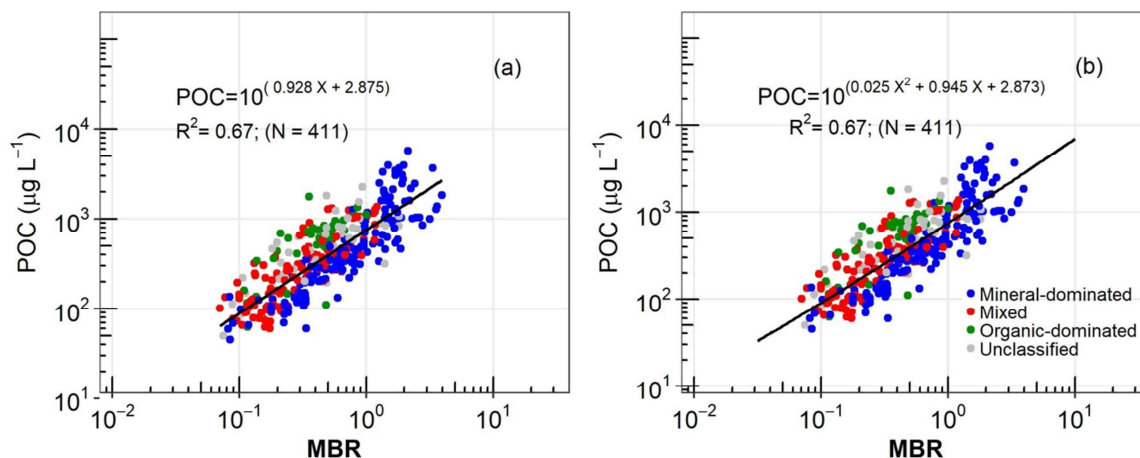 (a)
POC=10^( 0.928 X + 2.875)
R²= 0.67; (N = 411)
POC (µg L⁻¹)
10⁴
10³
10²
10¹
10⁻² 10⁻¹ 10⁰ 10¹
MBR
(b)
POC=10^(0.025 X² + 0.945 X + 2.873)
R²= 0.67; (N = 411)
POC (µg L⁻¹)
10⁴
10³
10²
10¹
Mineral-dominated
Mixed
Organic-dominated
Unclassified
10⁻² 10⁻¹ 10⁰ 10¹
MBR